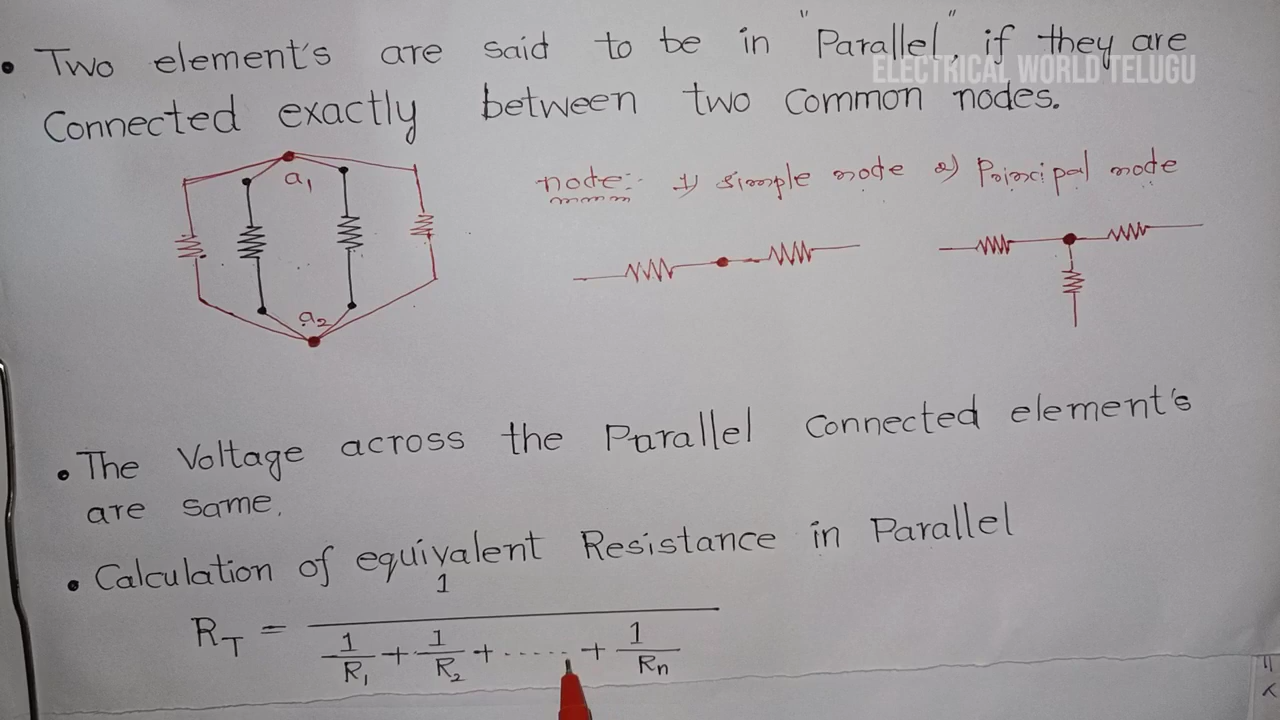 • Two element's are said to be in "Parallel", if they are
ELECTRICAL WORLD TELUGU
Connected exactly between two common nodes.
a₁
a₂
node:- 1) simple node 2) Principal node
• The Voltage across the Parallel Connected element's
are same.
• Calculation of equivalent Resistance in Parallel
R_T = 1 / (1/R₁ + 1/R₂ + ...... + 1/Rn)